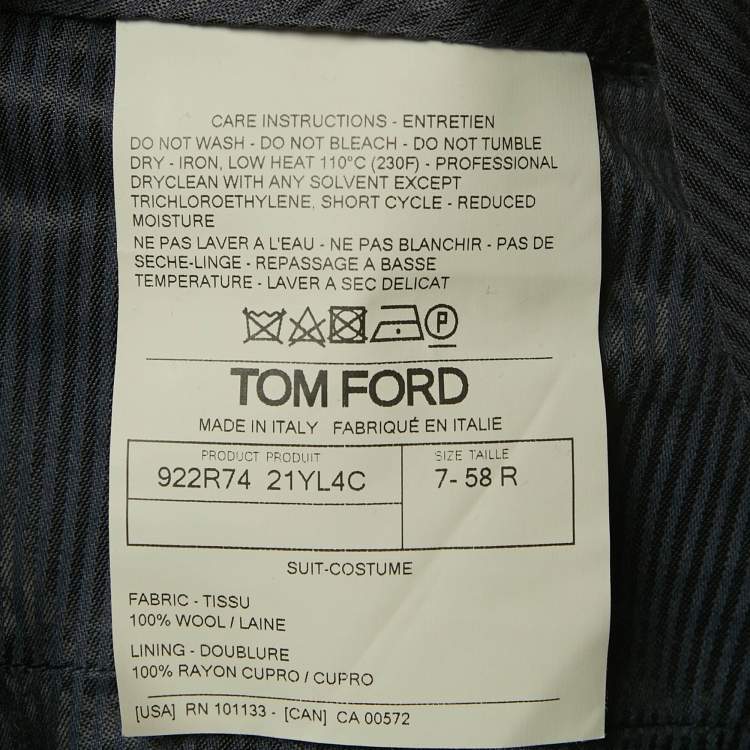 CARE INSTRUCTIONS - ENTRETIEN
DO NOT WASH - DO NOT BLEACH - DO NOT TUMBLE
DRY - IRON, LOW HEAT 110°C (230F) - PROFESSIONAL
DRYCLEAN WITH ANY SOLVENT EXCEPT
TRICHLOROETHYLENE, SHORT CYCLE - REDUCED
MOISTURE
NE PAS LAVER A L'EAU - NE PAS BLANCHIR - PAS DE
SECHE-LINGE - REPASSAGE A BASSE
TEMPERATURE - LAVER A SEC DELICAT
P
TOM FORD
MADE IN ITALY FABRIQUÉ EN ITALIE
PRODUCT PRODUIT SIZE TAILLE
922R74 21YL4C 7- 58 R
SUIT-COSTUME
FABRIC - TISSU
100% WOOL / LAINE
LINING - DOUBLURE
100% RAYON CUPRO / CUPRO
[USA] RN 101133 - [CAN] CA 00572